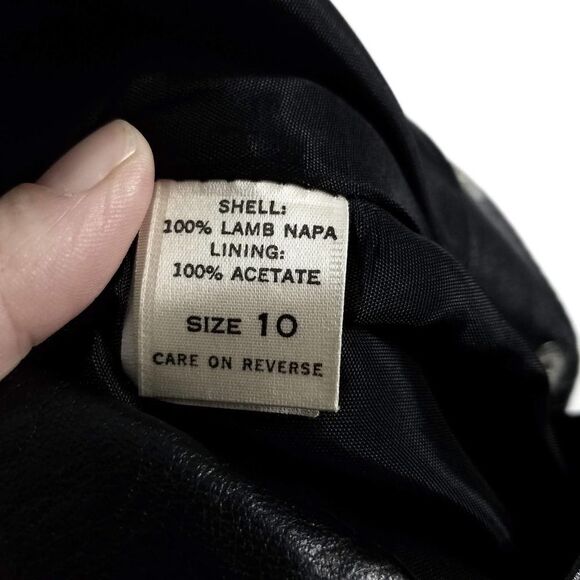 SHELL:
100% LAMB NAPA
LINING:
100% ACETATE
SIZE 10
CARE ON REVERSE